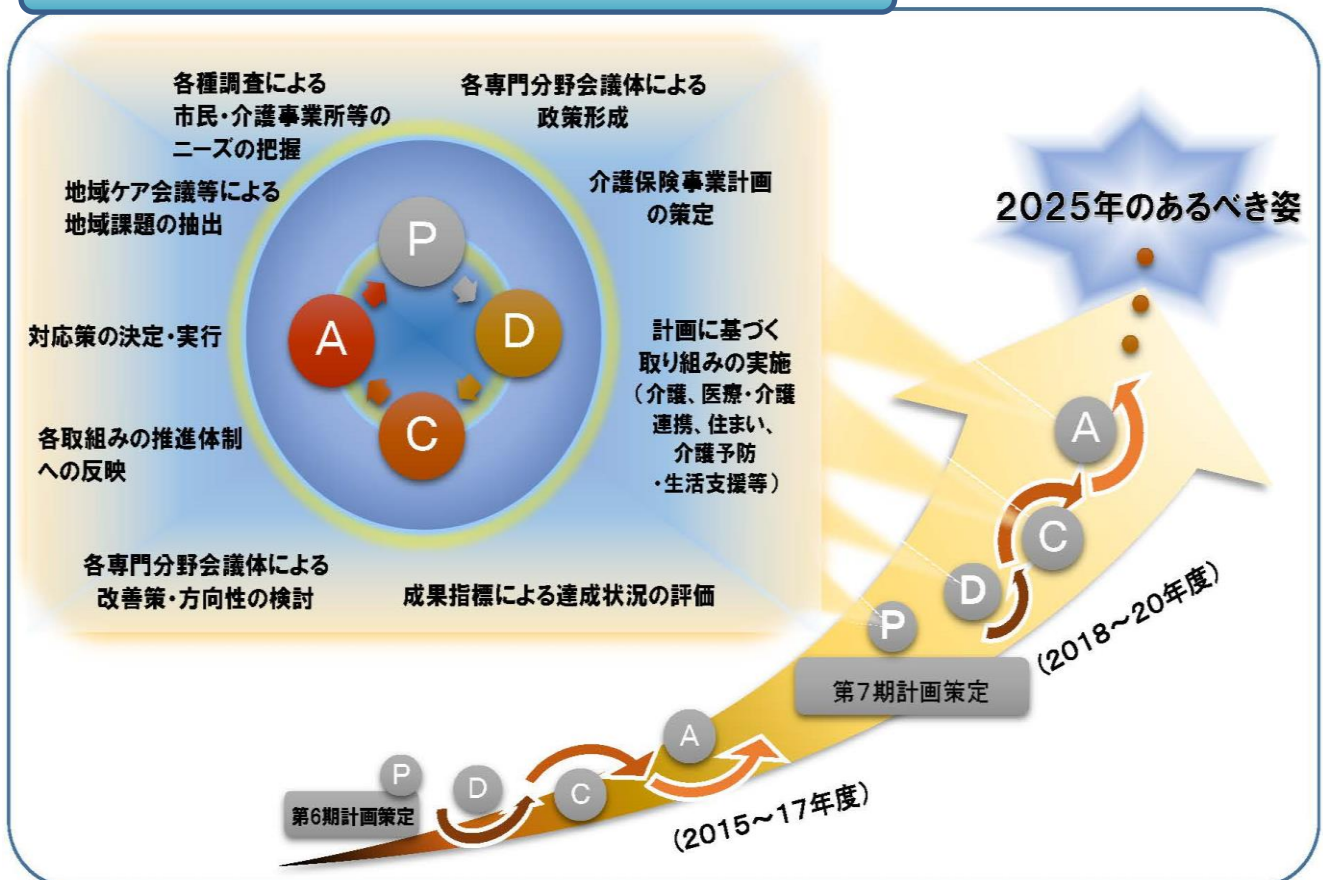 各種調査による
市民・介護事業所等の
ニーズの把握
各専門分野会議体による
政策形成
地域ケア会議等による
地域課題の抽出
介護保険事業計画
の策定
P
D
C
A
対応策の決定・実行
計画に基づく
取り組みの実施
(介護、医療・介護
連携、住まい、
介護予防
・生活支援等)
各取組みの推進体制
への反映
各専門分野会議体による
改善策・方向性の検討
成果指標による達成状況の評価
2025年のあるべき姿
A
C
D
P
第7期計画策定
(2018~20年度)
A
P
D
C
第6期計画策定
(2015~17年度)